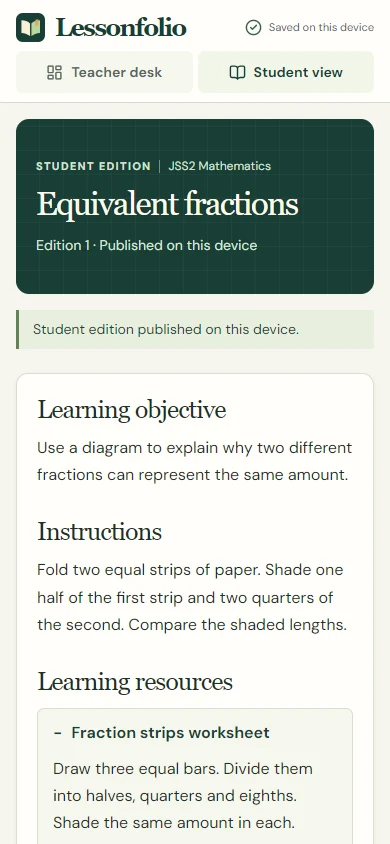 Lessonfolio
Saved on this device
Teacher desk
Student view
STUDENT EDITION | JSS2 Mathematics
Equivalent fractions
Edition 1 · Published on this device
Student edition published on this device.
Learning objective
Use a diagram to explain why two different
fractions can represent the same amount.
Instructions
Fold two equal strips of paper. Shade one
half of the first strip and two quarters of
the second. Compare the shaded lengths.
Learning resources
– Fraction strips worksheet
Draw three equal bars. Divide them
into halves, quarters and eighths.
Shade the same amount in each.